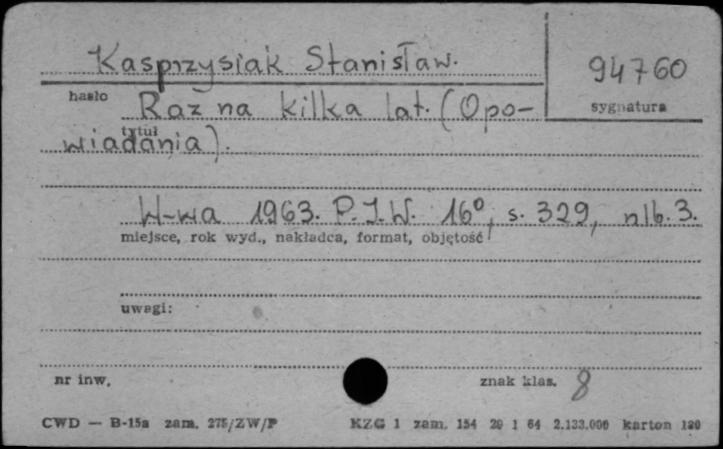 Kasprzysiak Stanisław.
94760
hasło
sygnatura
Raz na kilka lat. (Opo-
tytuł
wiadania).
W-wa 1963. P.I.W. 16°, s. 329, nlb. 3.
miejsce, rok wyd., nakładca, format, objętość
uwagi:
nr inw.
znak klas. 8
CWD — B-15a zam. 275/ZW/P
KZG 1 zam. 154 29 1 64 2.133.000 karton 180